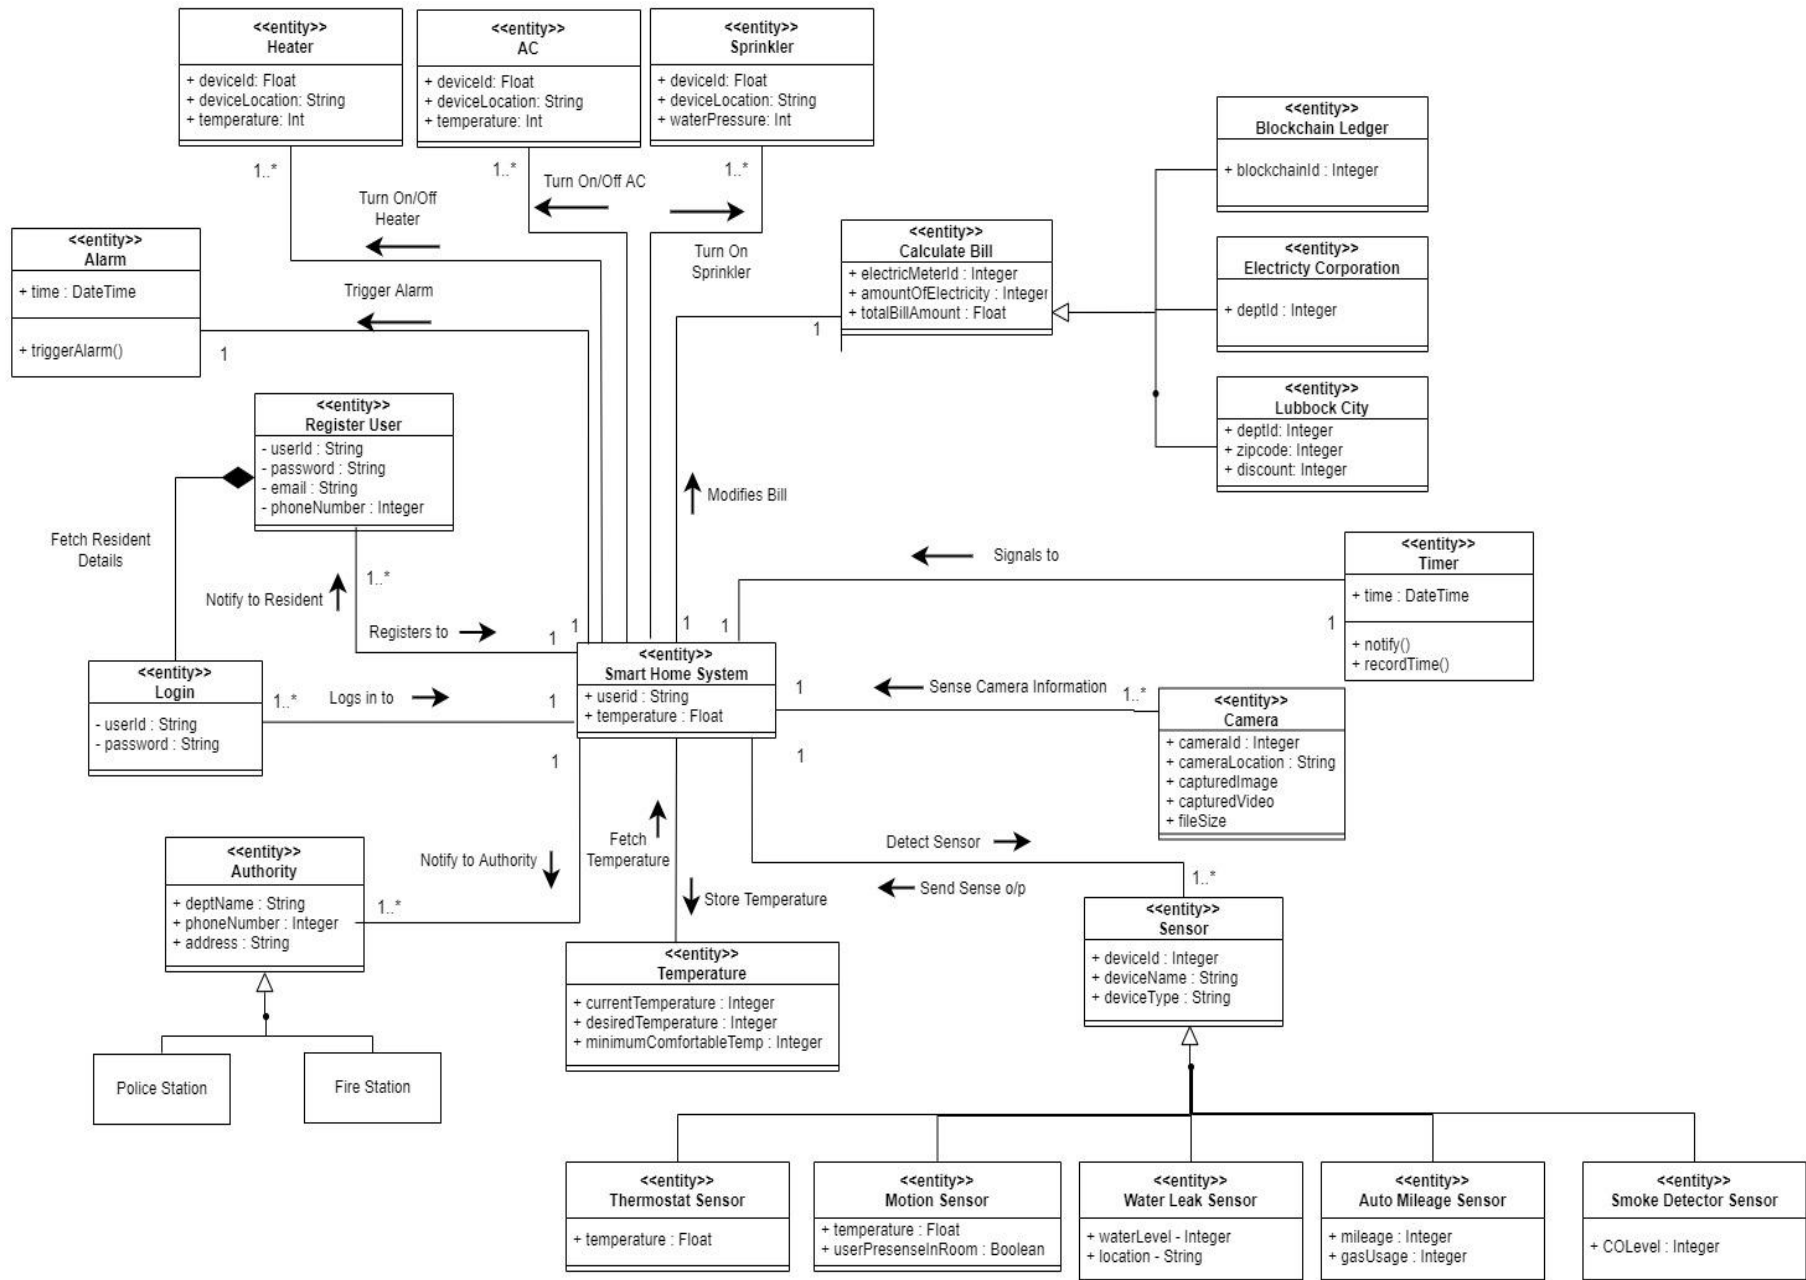 <<entity>>
Heater
+ deviceId: Float
+ deviceLocation: String
+ temperature: Int
<<entity>>
AC
+ deviceId: Float
+ deviceLocation: String
+ temperature: Int
<<entity>>
Sprinkler
+ deviceId: Float
+ deviceLocation: String
+ waterPressure: Int
1..*
1..*
1..*
Turn On/Off
Heater
Turn On/Off AC
Turn On
Sprinkler
<<entity>>
Blockchain Ledger
+ blockchainId : Integer
<<entity>>
Alarm
+ time : DateTime
+ triggerAlarm()
Trigger Alarm
1
<<entity>>
Calculate Bill
+ electricMeterId : Integer
+ amountOfElectricity : Integer
+ totalBillAmount : Float
1
<<entity>>
Electricty Corporation
+ deptId : Integer
<<entity>>
Lubbock City
+ deptId: Integer
+ zipcode: Integer
+ discount: Integer
<<entity>>
Register User
- userId : String
- password : String
- email : String
- phoneNumber : Integer
Modifies Bill
Fetch Resident
Details
Notify to Resident
1..*
Registers to
1
1
1
1
Signals to
1
<<entity>>
Timer
+ time : DateTime
+ notify()
+ recordTime()
<<entity>>
Login
- userId : String
- password : String
1..*
Logs in to
1
<<entity>>
Smart Home System
+ userid : String
+ temperature : Float
1
Sense Camera Information
1..*
<<entity>>
Camera
+ cameraId : Integer
+ cameraLocation : String
+ capturedImage
+ capturedVideo
+ fileSize
1
1
<<entity>>
Authority
+ deptName : String
+ phoneNumber : Integer
+ address : String
1..*
Notify to Authority
Fetch
Temperature
Store Temperature
Detect Sensor
Send Sense o/p
1..*
<<entity>>
Sensor
+ deviceId : Integer
+ deviceName : String
+ deviceType : String
<<entity>>
Temperature
+ currentTemperature : Integer
+ desiredTemperature : Integer
+ minimumComfortableTemp : Integer
Police Station
Fire Station
<<entity>>
Thermostat Sensor
+ temperature : Float
<<entity>>
Motion Sensor
+ temperature : Float
+ userPresenseInRoom : Boolean
<<entity>>
Water Leak Sensor
+ waterLevel - Integer
+ location - String
<<entity>>
Auto Mileage Sensor
+ mileage : Integer
+ gasUsage : Integer
<<entity>>
Smoke Detector Sensor
+ COLevel : Integer